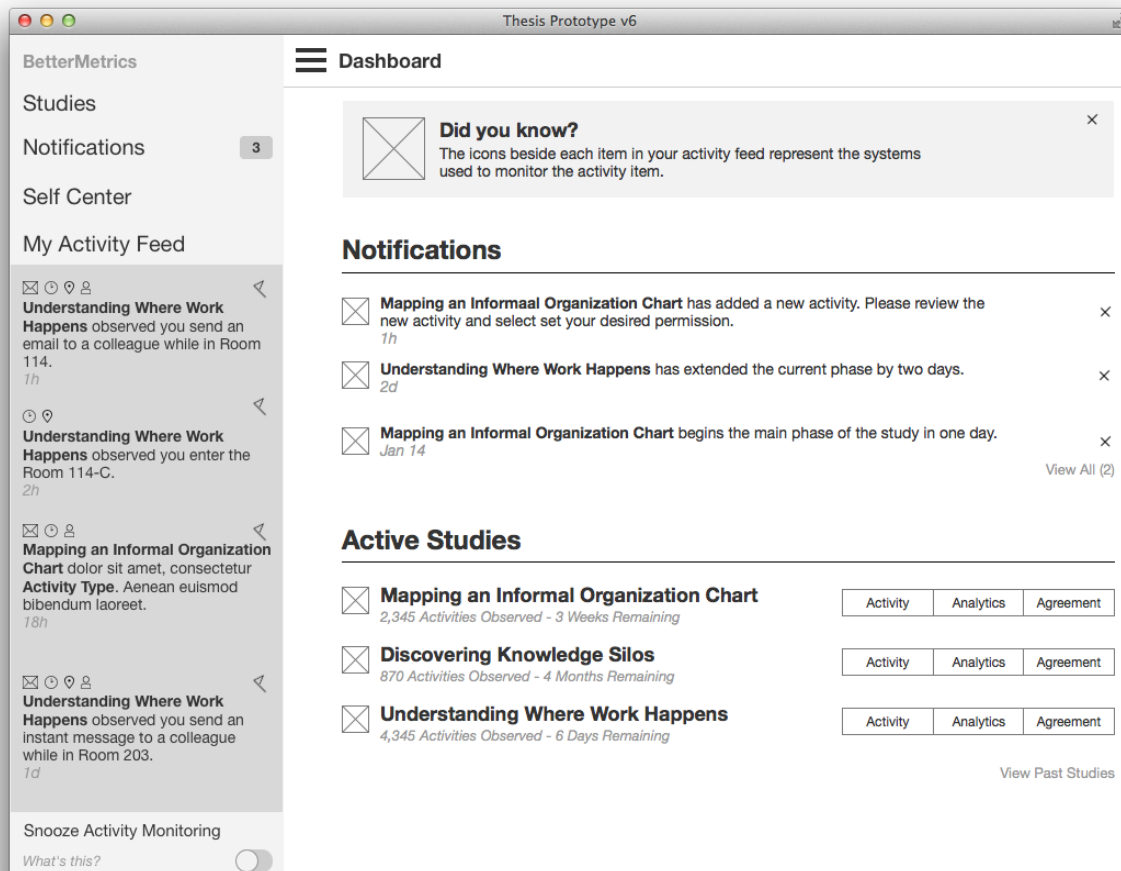 Thesis Prototype v6
BetterMetrics
Studies
Notifications
3
Self Center
My Activity Feed
Understanding Where Work
Happens observed you send an
email to a colleague while in Room
114.
1h
Understanding Where Work
Happens observed you enter the
Room 114-C.
2h
Mapping an Informal Organization
Chart dolor sit amet, consectetur
Activity Type. Aenean euismod
bibendum laoreet.
18h
Understanding Where Work
Happens observed you send an
instant message to a colleague
while in Room 203.
1d
Snooze Activity Monitoring
What's this?
Dashboard
Did you know?
The icons beside each item in your activity feed represent the systems
used to monitor the activity item.
Notifications
Mapping an Informaal Organization Chart has added a new activity. Please review the
new activity and select set your desired permission.
1h
Understanding Where Work Happens has extended the current phase by two days.
2d
Mapping an Informal Organization Chart begins the main phase of the study in one day.
Jan 14
View All (2)
Active Studies
Mapping an Informal Organization Chart
2,345 Activities Observed - 3 Weeks Remaining
Activity Analytics Agreement
Discovering Knowledge Silos
870 Activities Observed - 4 Months Remaining
Activity Analytics Agreement
Understanding Where Work Happens
4,345 Activities Observed - 6 Days Remaining
Activity Analytics Agreement
View Past Studies